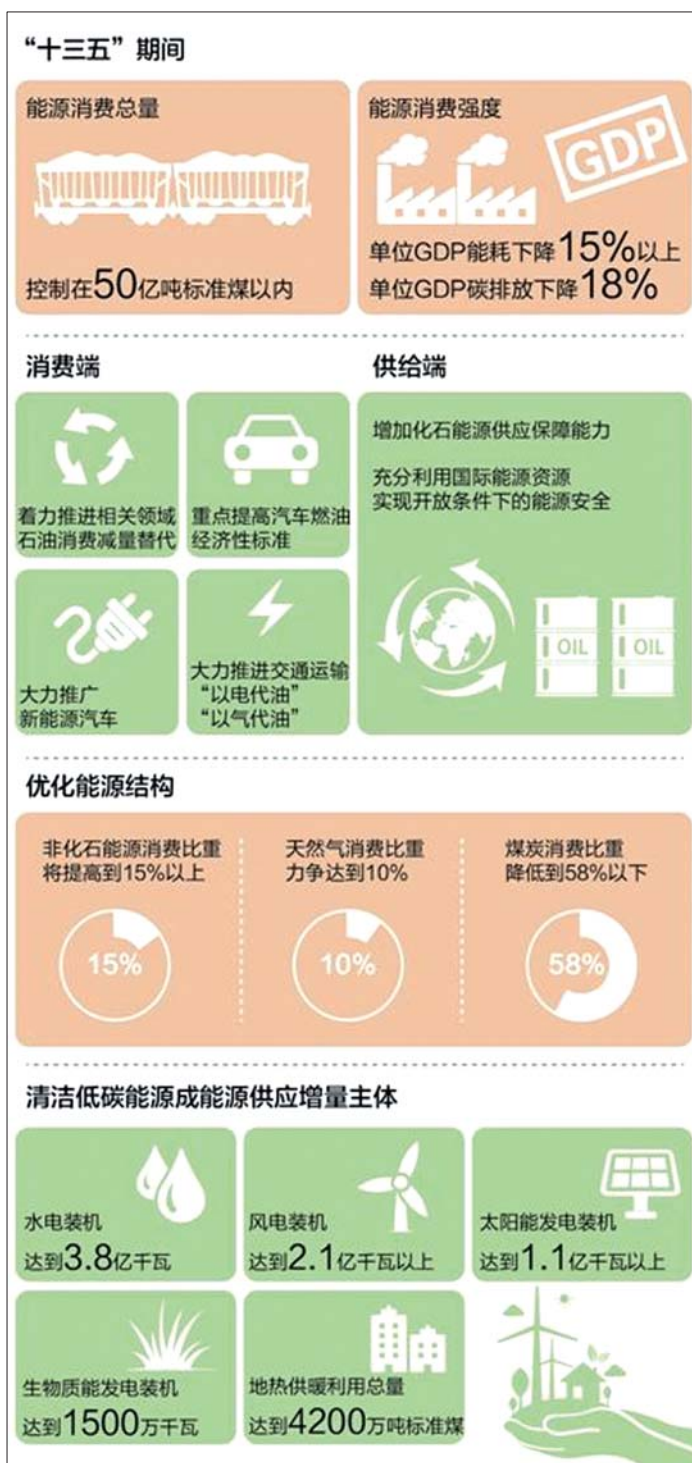 “十三五”期间
能源消费总量
控制在50亿吨标准煤以内
能源消费强度
GDP
单位GDP能耗下降15%以上
单位GDP碳排放下降18%
消费端
着力推进相关领域
石油消费减量替代
重点提高汽车燃油
经济性标准
大力推广
新能源汽车
大力推进交通运输
“以电代油”
“以气代油”
供给端
增加化石能源供应保障能力
充分利用国际能源资源
实现开放条件下的能源安全
OIL
OIL
优化能源结构
非化石能源消费比重
将提高到15%以上
15%
天然气消费比重
力争达到10%
10%
煤炭消费比重
降低到58%以下
58%
清洁低碳能源成能源供应增量主体
水电装机
达到3.8亿千瓦
风电装机
达到2.1亿千瓦以上
太阳能发电装机
达到1.1亿千瓦以上
生物质能发电装机
达到1500万千瓦
地热供暖利用总量
达到4200万吨标准煤